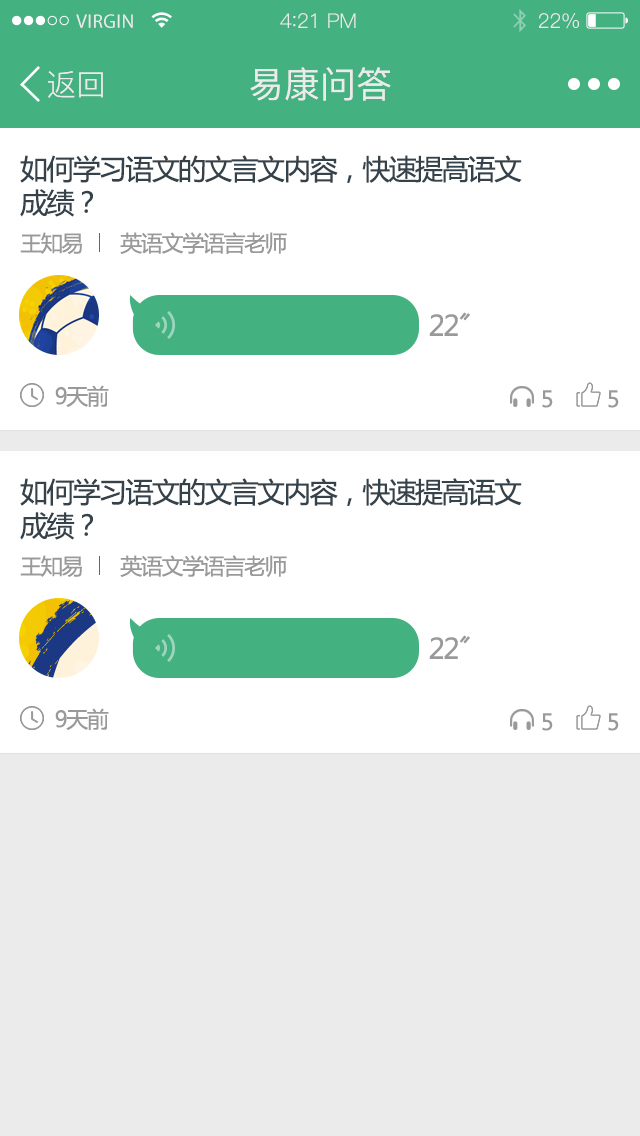 VIRGIN 4:21 PM 22%
返回 易康问答
如何学习语文的文言文内容，快速提高语文
成绩？
王知易 | 英语文学语言老师
22″
9天前 5 5
如何学习语文的文言文内容，快速提高语文
成绩？
王知易 | 英语文学语言老师
22″
9天前 5 5